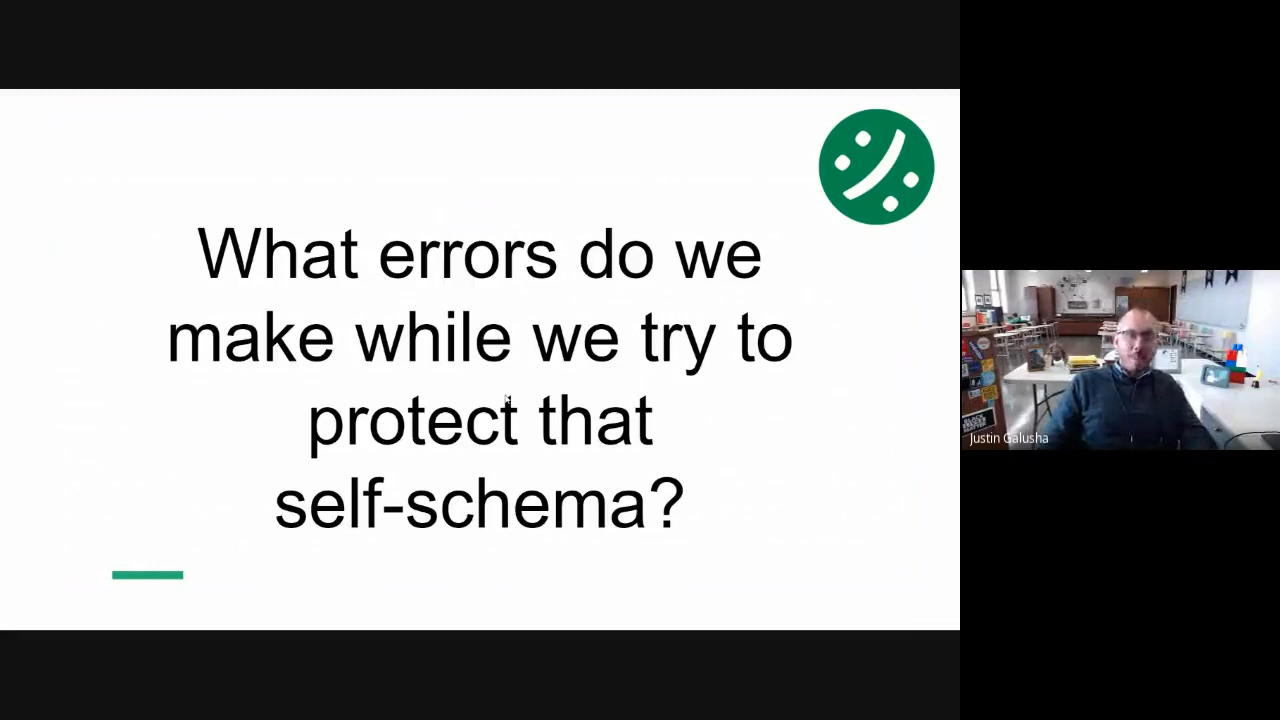 What errors do we
make while we try to
protect that
self-schema?
Justin Galusha